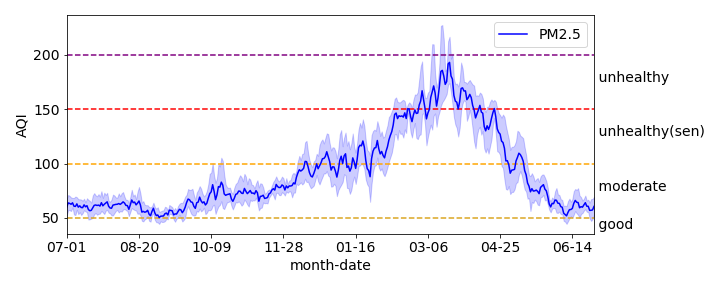 PM2.5
200
150
100
50
AQI
unhealthy
unhealthy(sen)
moderate
good
07-01 08-20 10-09 11-28 01-16 03-06 04-25 06-14
month-date